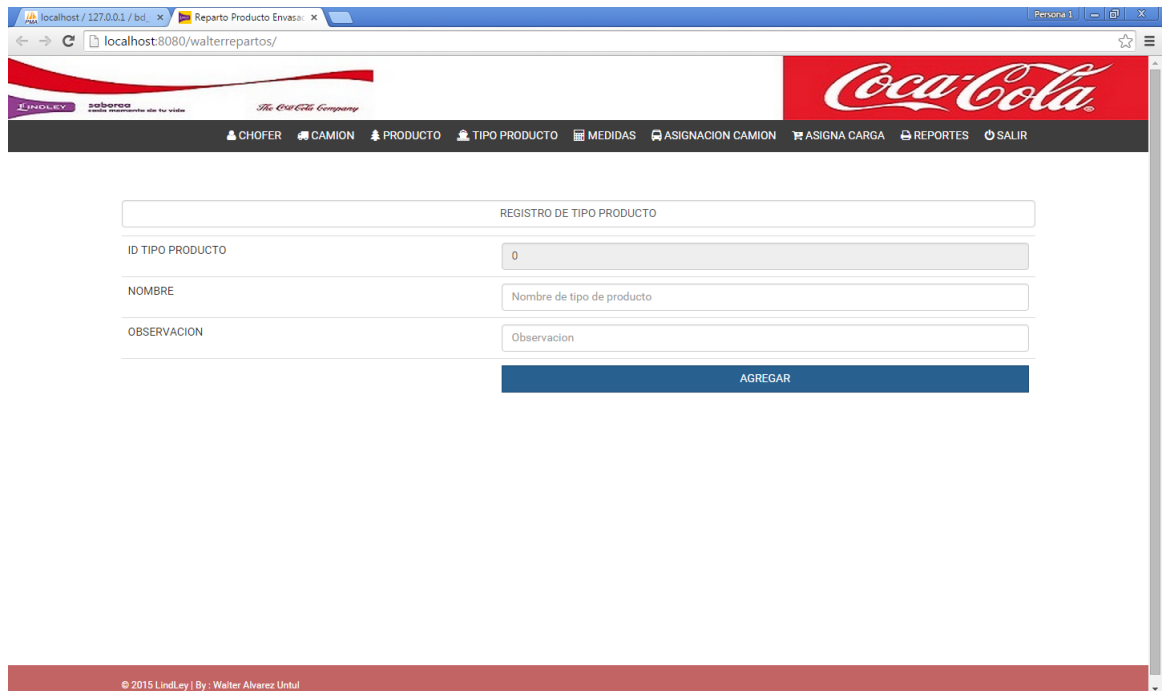 localhost / 127.0.0.1 / bd_
Reparto Producto Envasac
Persona 1
localhost:8080/walterrepartos/
LINDLEY
saborea
cada momento de tu vida
The Coca-Cola Company
Coca-Cola
CHOFER CAMION PRODUCTO TIPO PRODUCTO MEDIDAS ASIGNACION CAMION ASIGNA CARGA REPORTES SALIR
REGISTRO DE TIPO PRODUCTO
ID TIPO PRODUCTO
0
NOMBRE
Nombre de tipo de producto
OBSERVACION
Observacion
AGREGAR
© 2015 LindLey | By : Walter Alvarez Untul